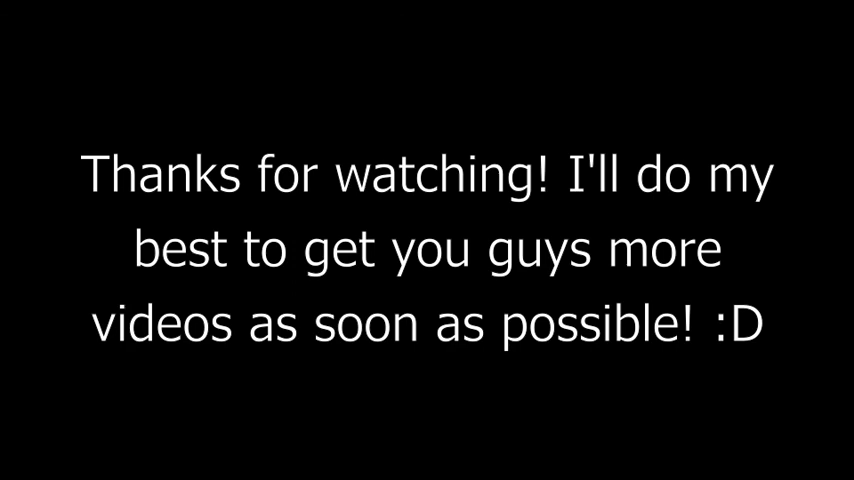 Thanks for watching! I'll do my
best to get you guys more
videos as soon as possible! :D